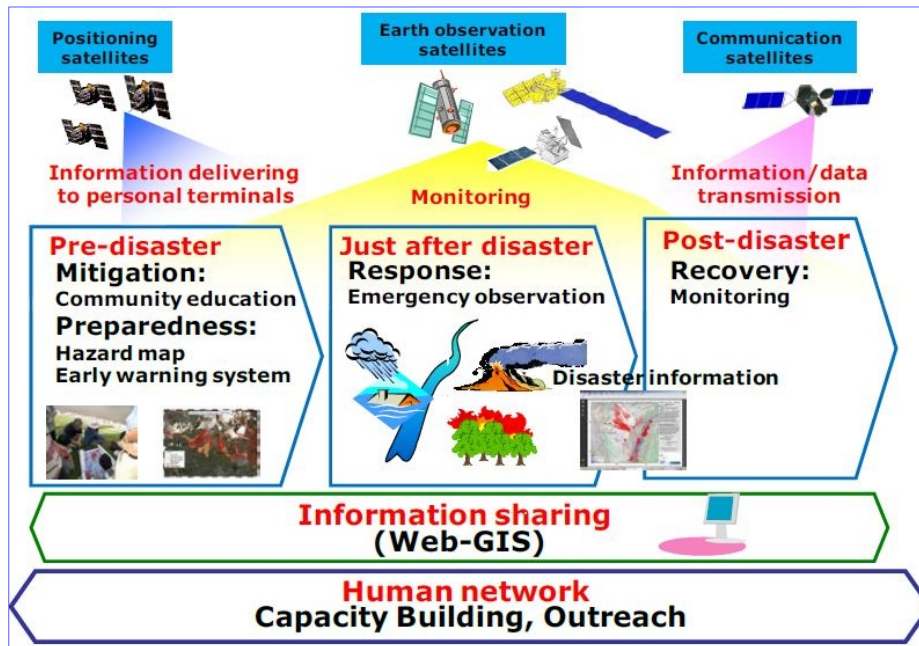 Positioning
satellites
Earth observation
satellites
Communication
satellites
Information delivering
to personal terminals
Monitoring
Information/data
transmission
Pre-disaster
Mitigation:
Community education
Preparedness:
Hazard map
Early warning system
Just after disaster
Response:
Emergency observation
Disaster information
Post-disaster
Recovery:
Monitoring
Information sharing
(Web-GIS)
Human network
Capacity Building, Outreach